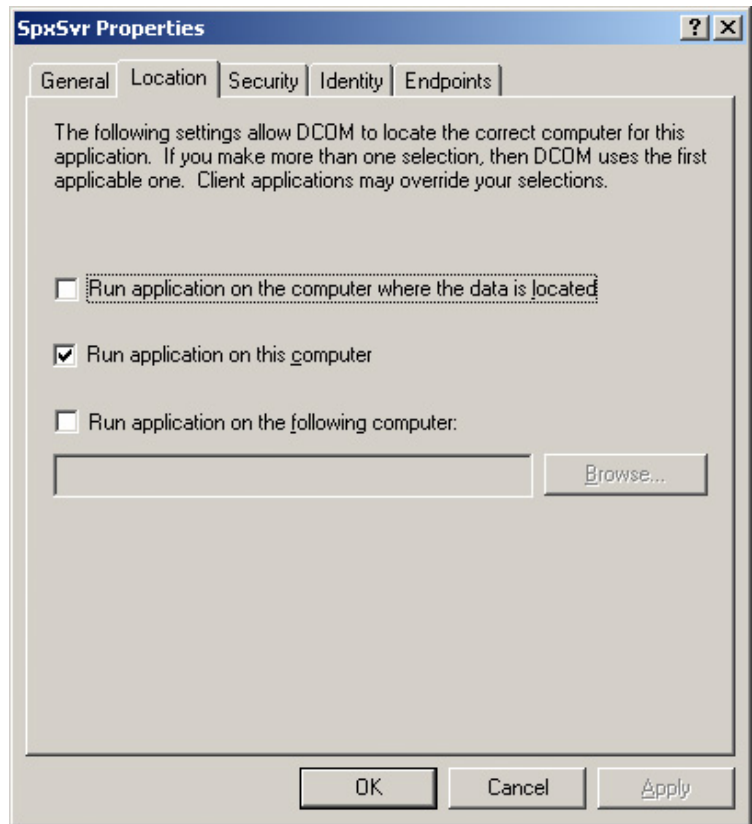 SpxSvr Properties
General Location Security Identity Endpoints
The following settings allow DCOM to locate the correct computer for this
application. If you make more than one selection, then DCOM uses the first
applicable one. Client applications may override your selections.
Run application on the computer where the data is located
Run application on this computer
Run application on the following computer:
Browse...
OK Cancel Apply